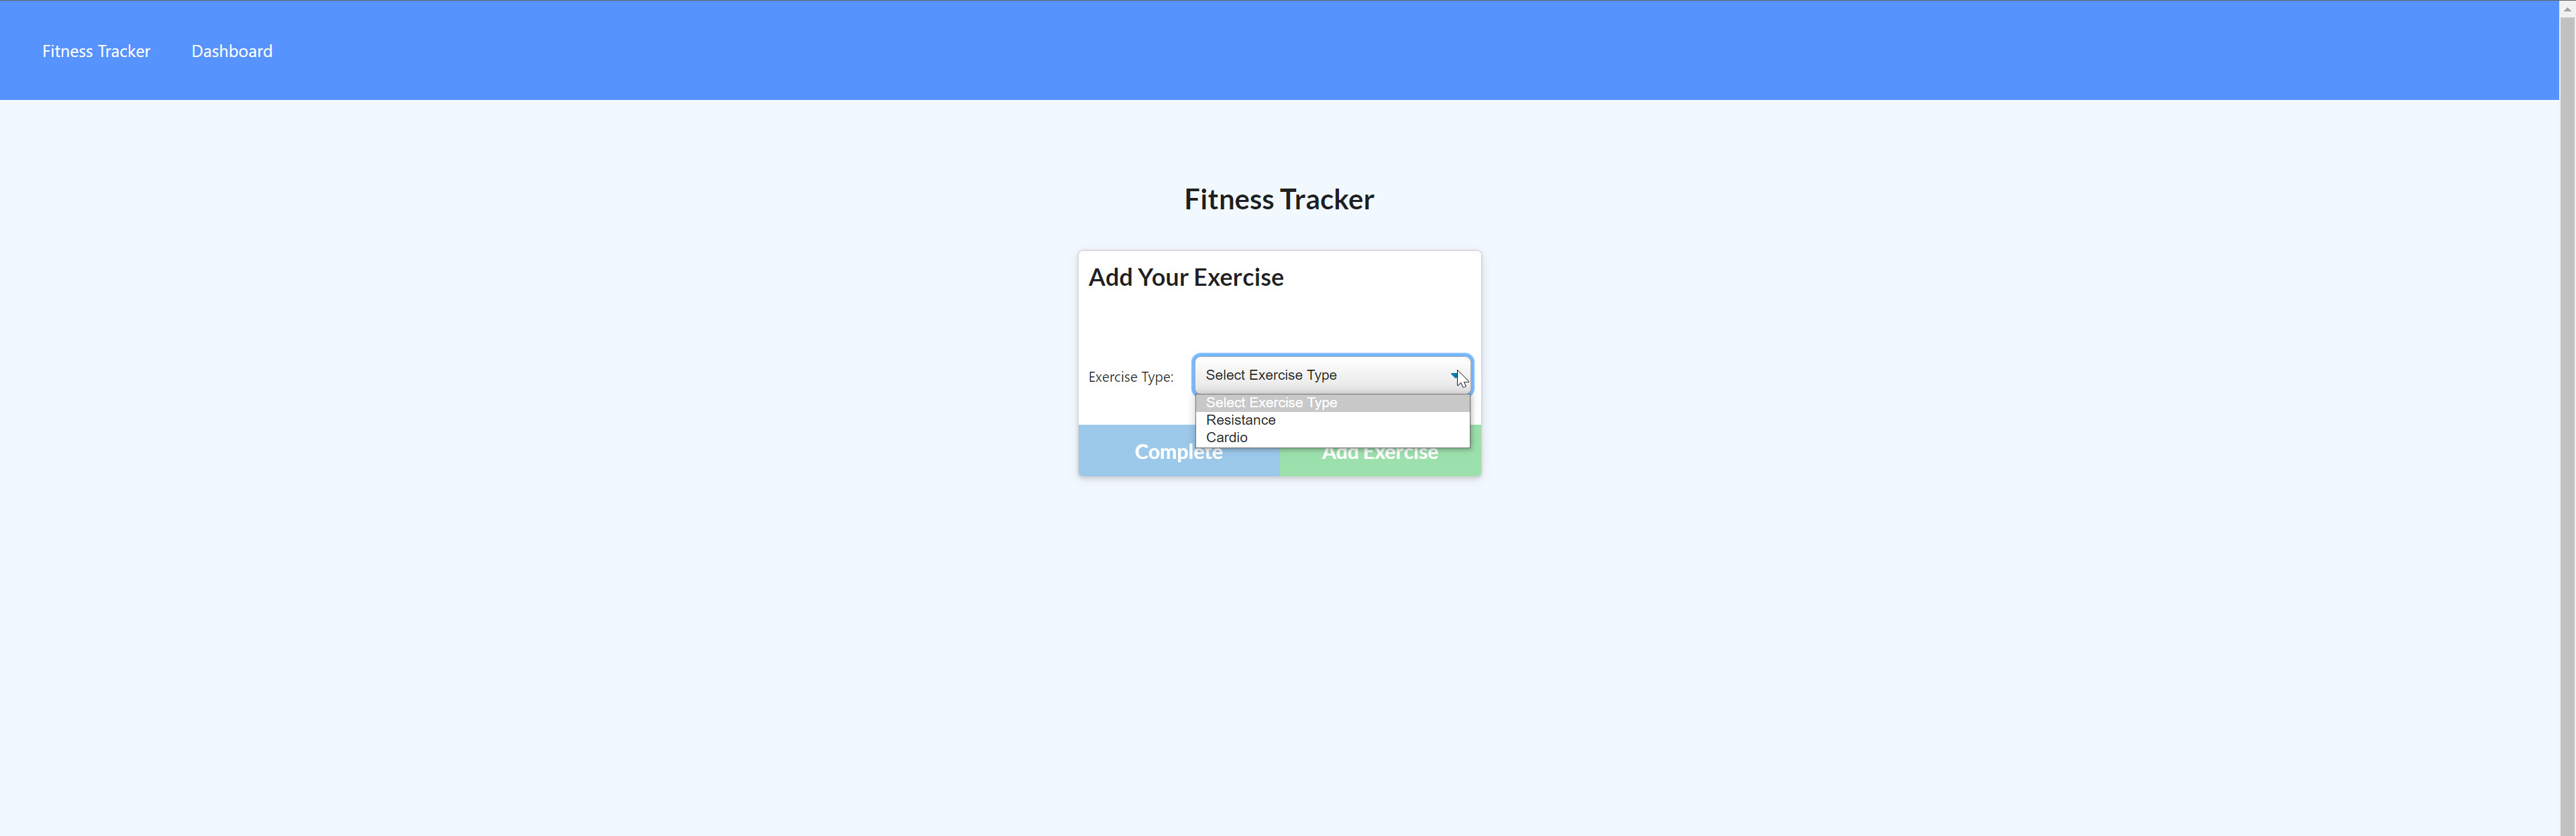 Fitness Tracker Dashboard
Fitness Tracker
Add Your Exercise
Exercise Type: Select Exercise Type
Select Exercise Type
Resistance
Cardio
Complete Add Exercise